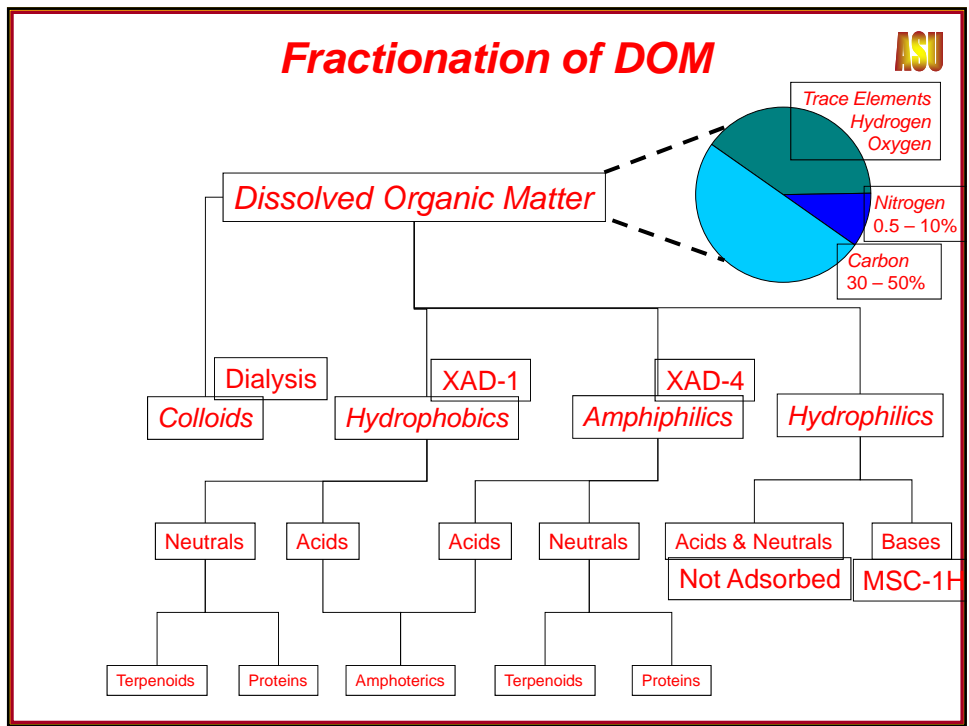 Fractionation of DOM
ASU
Trace Elements
Hydrogen
Oxygen
Dissolved Organic Matter
Nitrogen
0.5 – 10%
Carbon
30 – 50%
Dialysis
XAD-1
XAD-4
Colloids
Hydrophobics
Amphiphilics
Hydrophilics
Neutrals
Acids
Acids
Neutrals
Acids & Neutrals
Bases
Not Adsorbed
MSC-1H
Terpenoids
Proteins
Amphoterics
Terpenoids
Proteins